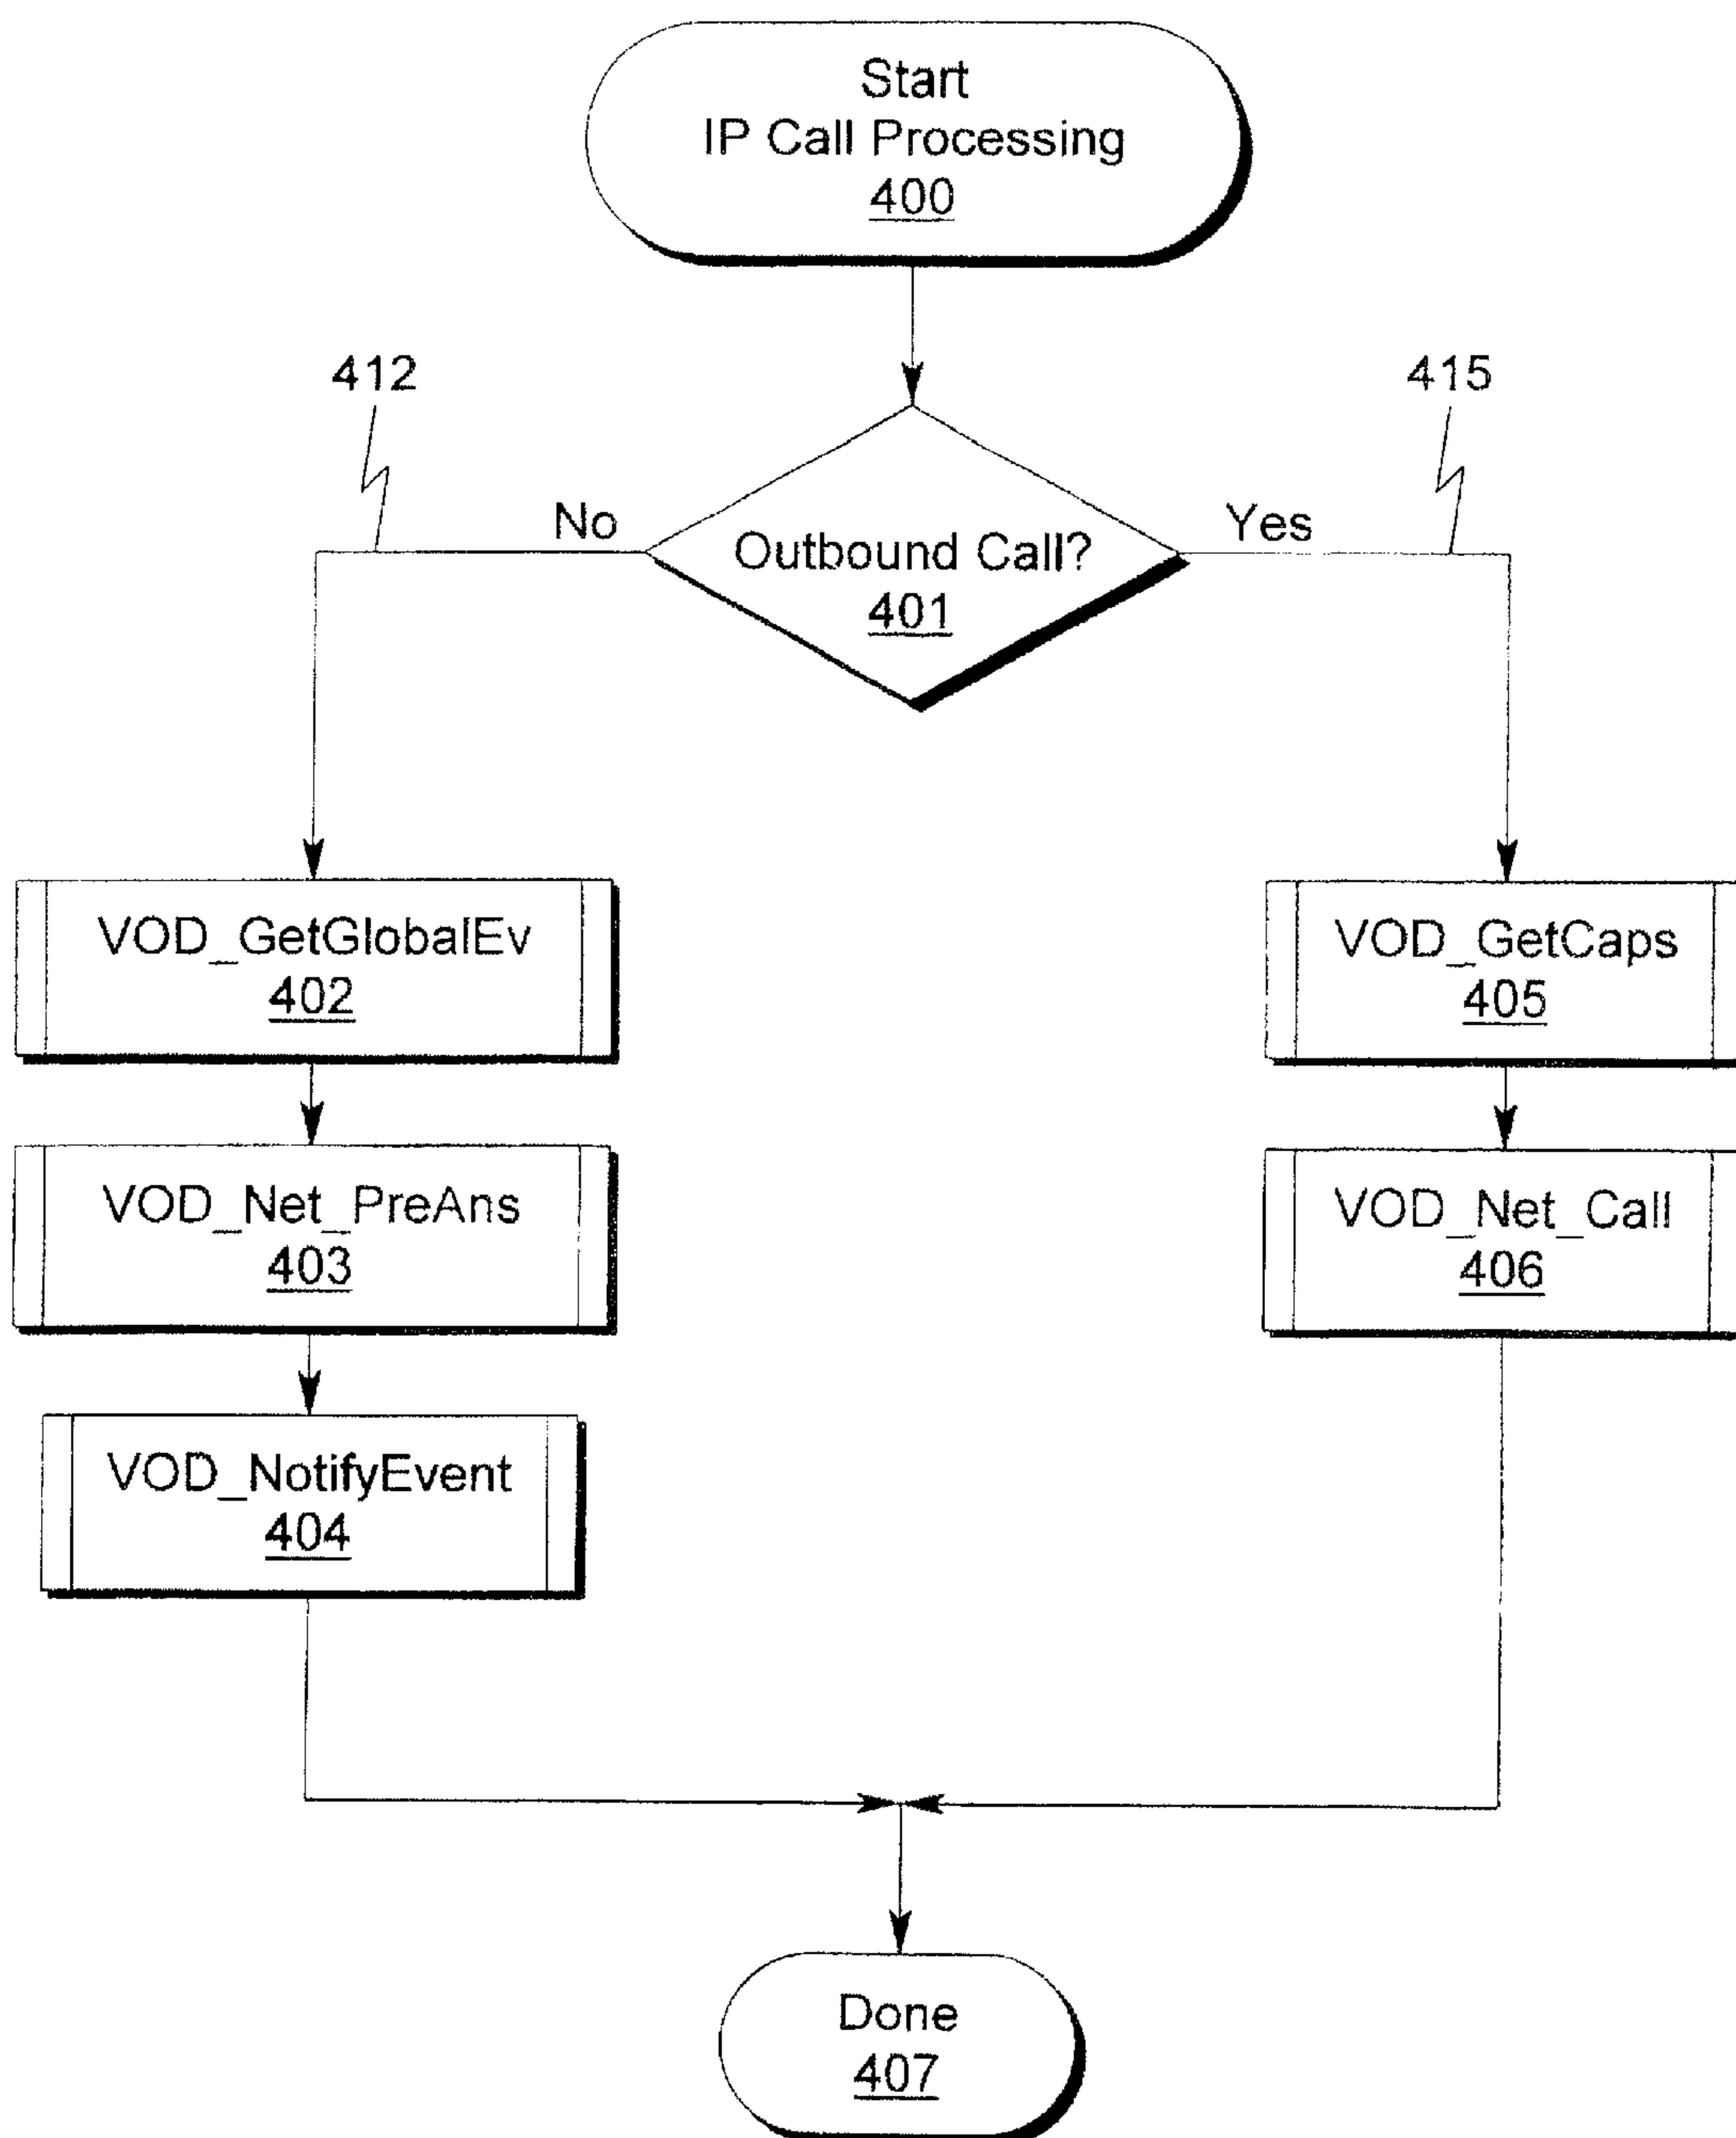 Start
IP Call Processing
400
412
415
No
Yes
Outbound Call?
401
VOD_GetGlobalEv
402
VOD_GetCaps
405
VOD_Net_PreAns
403
VOD_Net_Call
406
VOD_NotifyEvent
404
Done
407